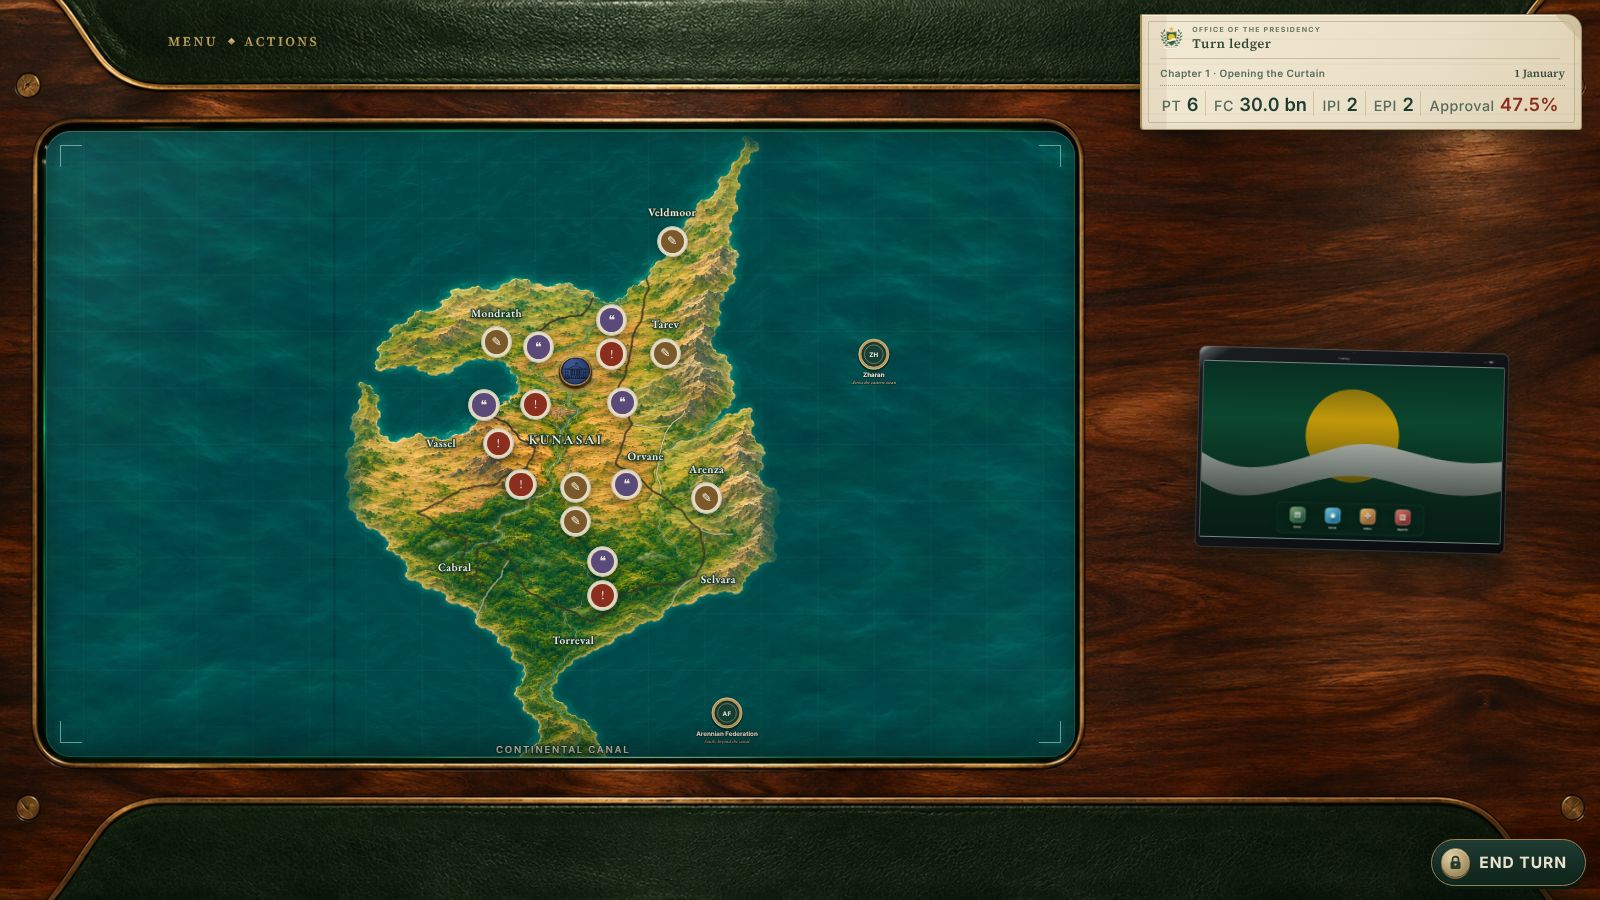 MENU ◆ ACTIONS
OFFICE OF THE PRESIDENCY
Turn ledger
Chapter 1 · Opening the Curtain
1 January
PT 6
FC 30.0 bn
IPI 2
EPI 2
Approval 47.5%
Veldmoor
Mondrath
Tarev
ZH
Zharan
Vassel
KUNASAI
Orvane
Arenza
Cabral
Selvara
Torreval
AF
Arennian Federation
CONTINENTAL CANAL
END TURN